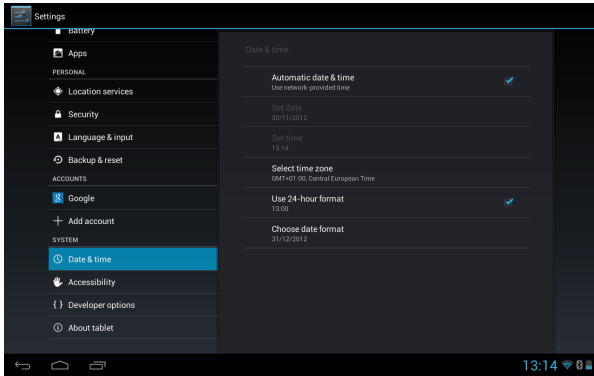 Settings
Battery
Apps
PERSONAL
Location services
Security
Language & input
Backup & reset
ACCOUNTS
Google
Add account
SYSTEM
Date & time
Accessibility
Developer options
About tablet
Date & time
Automatic date & time
Use network-provided time
Set date
30/11/2012
Set time
13:14
Select time zone
GMT+01:00, Central European Time
Use 24-hour format
13:00
Choose date format
31/12/2012
13:14